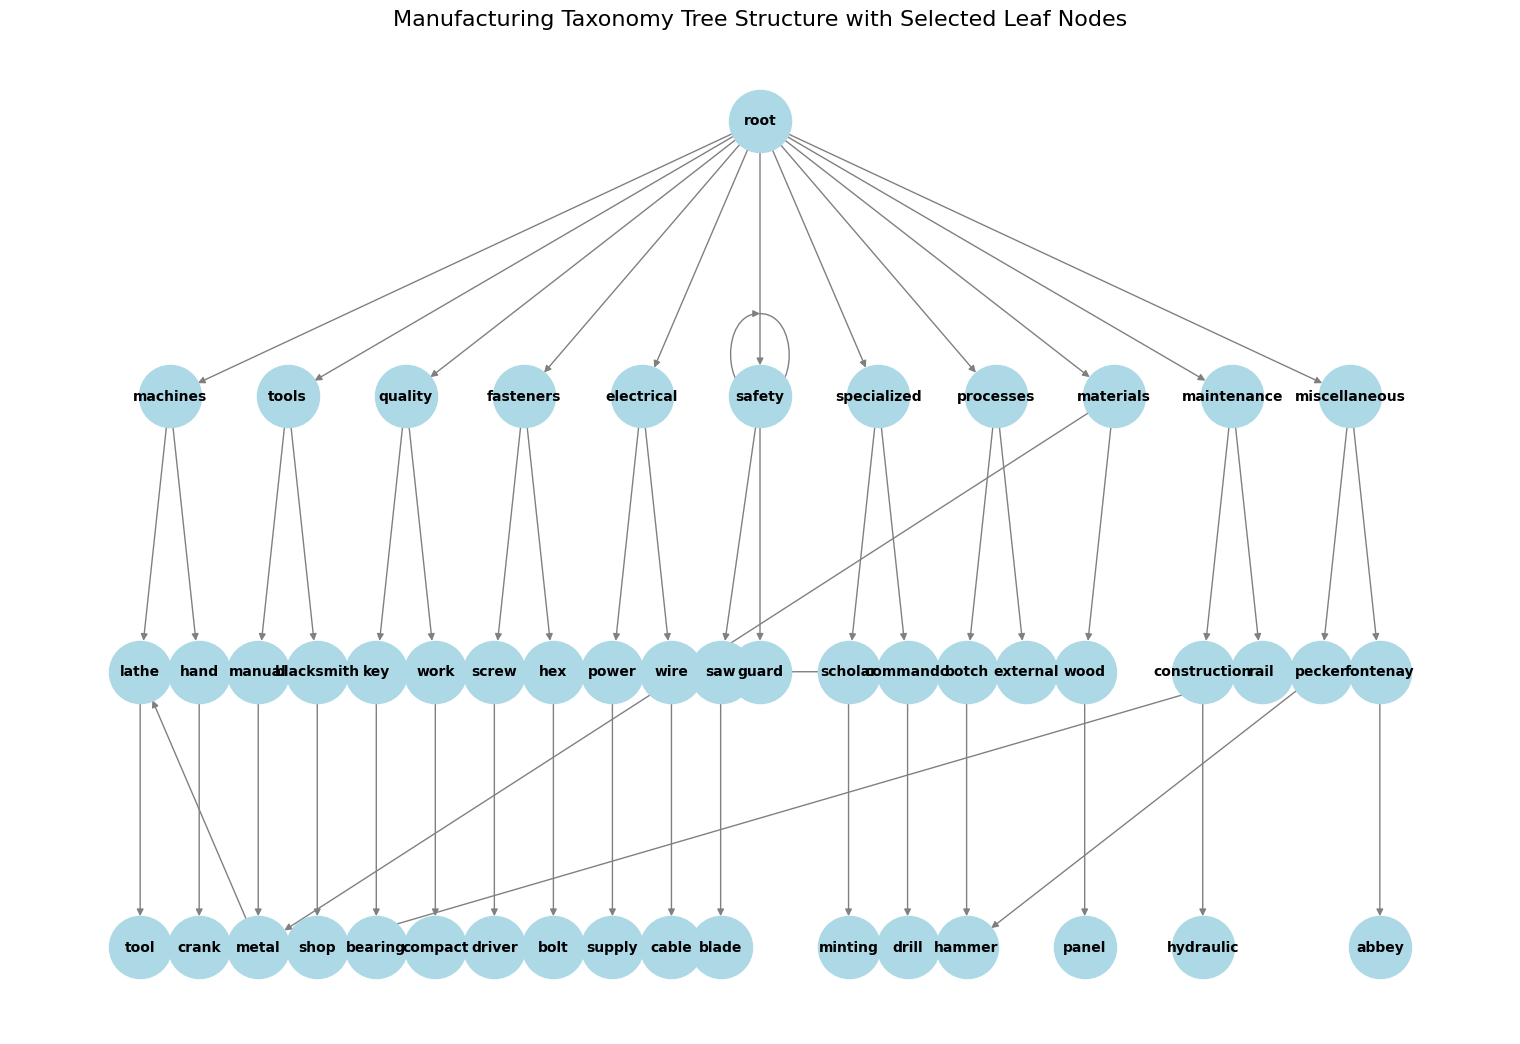 Manufacturing Taxonomy Tree Structure with Selected Leaf Nodes
root
machines tools quality fasteners electrical safety specialized processes materials maintenance miscellaneous
lathe hand manual blacksmith key work screw hex power wire saw guard scholar commando botch external wood construction rail pecker fontenay
tool crank metal shop bearing compact driver bolt supply cable blade minting drill hammer panel hydraulic abbey